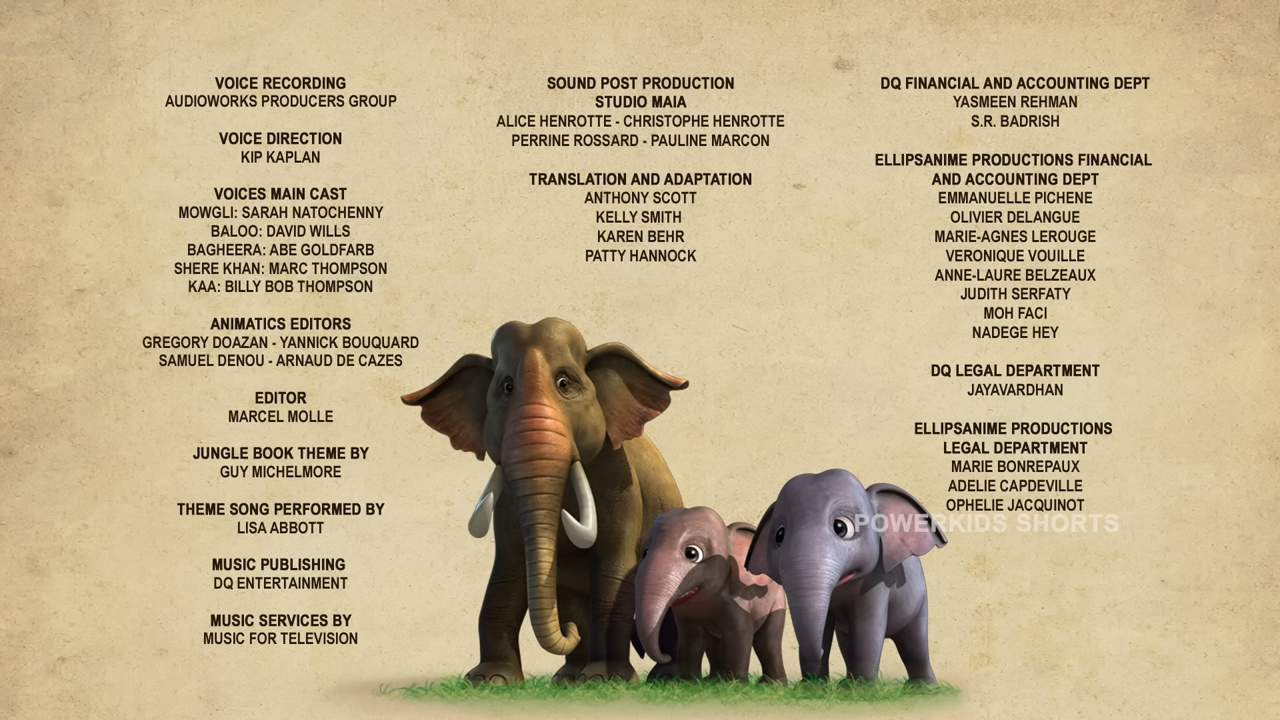 VOICE RECORDING
AUDIOWORKS PRODUCERS GROUP
VOICE DIRECTION
KIP KAPLAN
VOICES MAIN CAST
MOWGLI: SARAH NATOCHENNY
BALOO: DAVID WILLS
BAGHEERA: ABE GOLDFARB
SHERE KHAN: MARC THOMPSON
KAA: BILLY BOB THOMPSON
ANIMATICS EDITORS
GREGORY DOAZAN - YANNICK BOUQUARD
SAMUEL DENOU - ARNAUD DE CAZES
EDITOR
MARCEL MOLLE
JUNGLE BOOK THEME BY
GUY MICHELMORE
THEME SONG PERFORMED BY
LISA ABBOTT
MUSIC PUBLISHING
DQ ENTERTAINMENT
MUSIC SERVICES BY
MUSIC FOR TELEVISION
SOUND POST PRODUCTION
STUDIO MAIA
ALICE HENROTTE - CHRISTOPHE HENROTTE
PERRINE ROSSARD - PAULINE MARCON
TRANSLATION AND ADAPTATION
ANTHONY SCOTT
KELLY SMITH
KAREN BEHR
PATTY HANNOCK
DQ FINANCIAL AND ACCOUNTING DEPT
YASMEEN REHMAN
S.R. BADRISH
ELLIPSANIME PRODUCTIONS FINANCIAL
AND ACCOUNTING DEPT
EMMANUELLE PICHENE
OLIVIER DELANGUE
MARIE-AGNES LEROUGE
VERONIQUE VOUILLE
ANNE-LAURE BELZEAUX
JUDITH SERFATY
MOH FACI
NADEGE HEY
DQ LEGAL DEPARTMENT
JAYAVARDHAN
ELLIPSANIME PRODUCTIONS
LEGAL DEPARTMENT
MARIE BONREPAUX
ADELIE CAPDEVILLE
OPHELIE JACQUINOT
POWERKIDS SHORTS